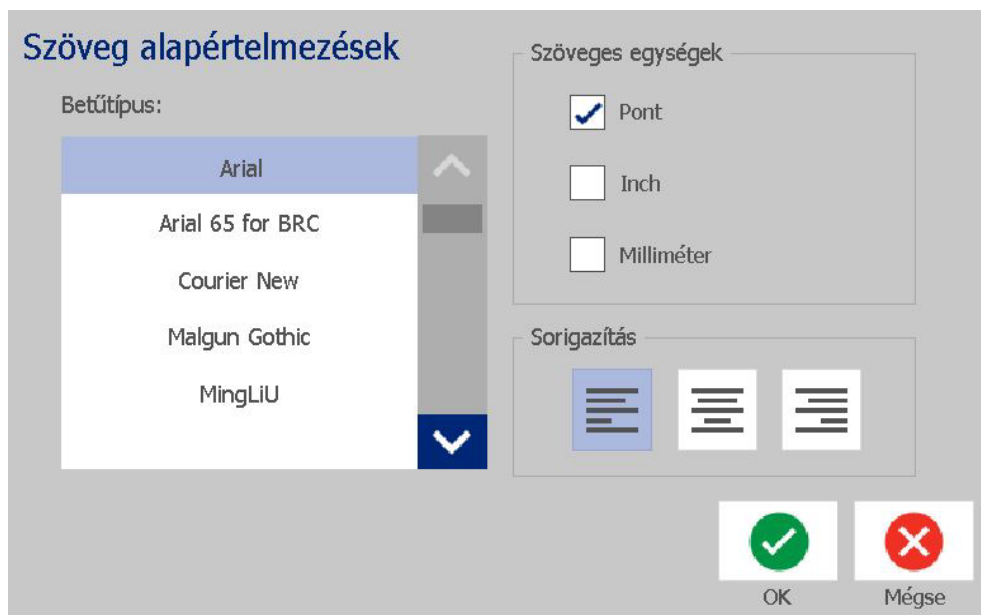 Szöveg alapértelmezések
Betűtípus:
Arial
Arial 65 for BRC
Courier New
Malgun Gothic
MingLiU
Szöveges egységek
Pont
Inch
Milliméter
Sorigazítás
OK
Mégse